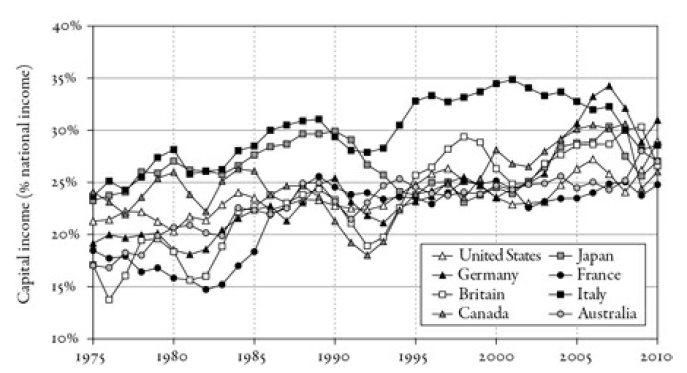 Capital income (% national income)
40%
35%
30%
25%
20%
15%
10%
United States Japan
Germany France
Britain Italy
Canada Australia
1975 1980 1985 1990 1995 2000 2005 2010